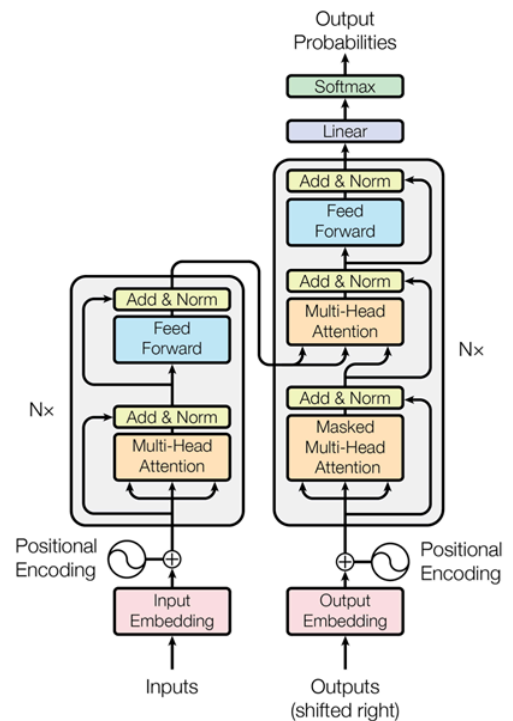 Output
Probabilities
Softmax
Linear
Add & Norm
Feed
Forward
Add & Norm
Multi-Head
Attention
Add & Norm
Masked
Multi-Head
Attention
Nx
Add & Norm
Feed
Forward
Add & Norm
Multi-Head
Attention
Nx
Positional
Encoding
Positional
Encoding
Input
Embedding
Output
Embedding
Inputs
Outputs
(shifted right)